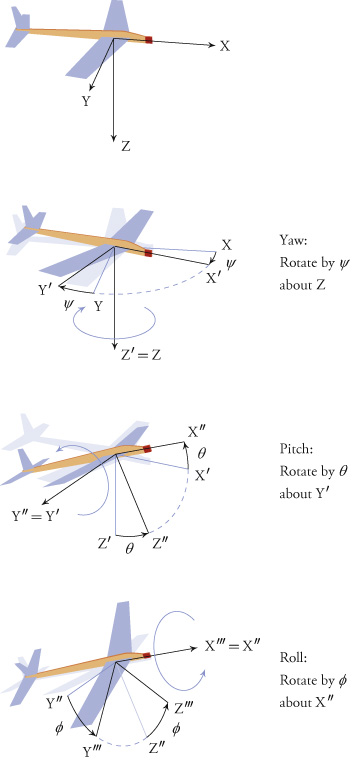 X
Y
Z
X
Yaw:
ψ
X′
Rotate by ψ
Y′
Y
about Z
ψ
Z′ = Z
X″
Pitch:
θ
Rotate by θ
X′
about Y′
Y″ = Y′
Z′
Z″
θ
X‴ = X″
Roll:
Rotate by ϕ
Y″
Z‴
about X″
ϕ
ϕ
Y‴
Z″